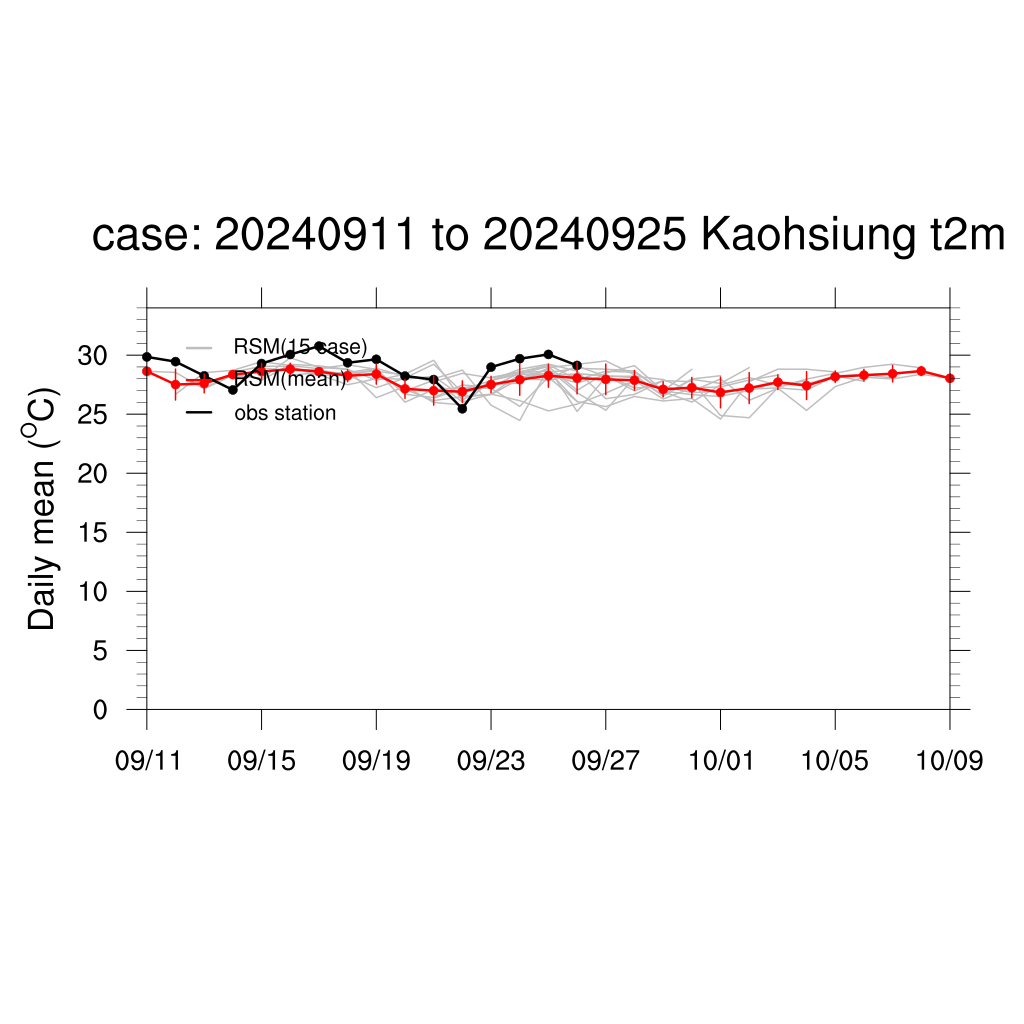 case: 20240911 to 20240925 Kaohsiung t2m
RSM(15 case)
RSM(mean)
obs station
Daily mean (°C)
30
25
20
15
10
5
0
09/11 09/15 09/19 09/23 09/27 10/01 10/05 10/09